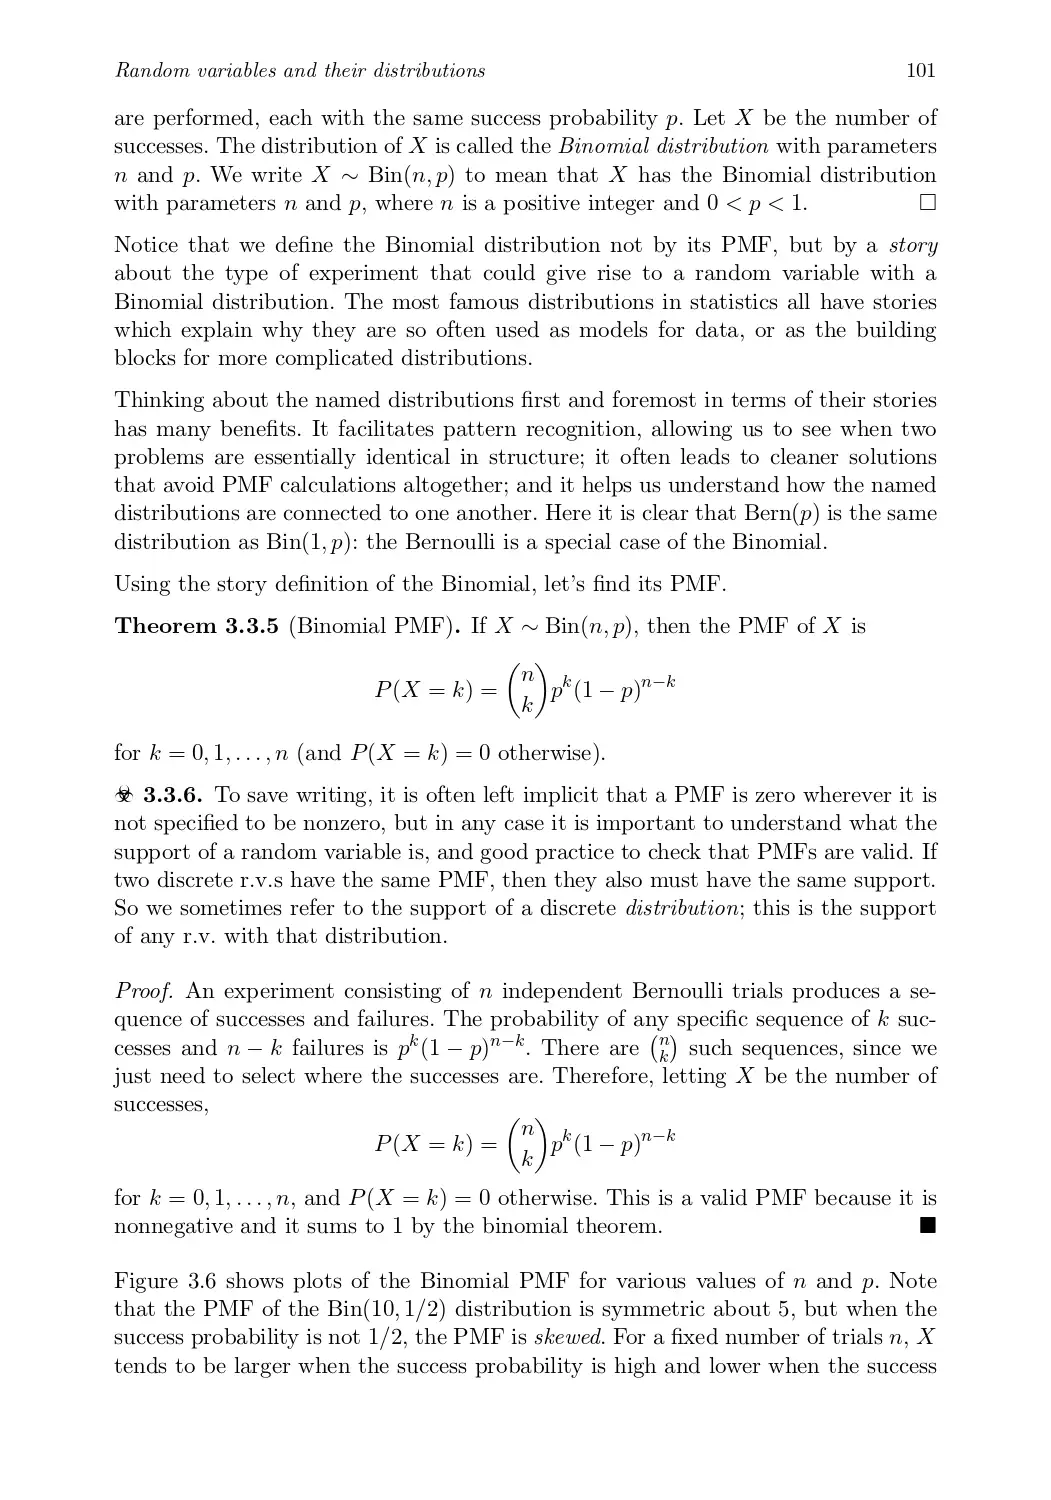 Random variables and their distributions 101
are performed, each with the same success probability p. Let X be the number of
successes. The distribution of X is called the Binomial distribution with parameters
n and p. We write X ∼ Bin(n, p) to mean that X has the Binomial distribution
with parameters n and p, where n is a positive integer and 0 < p < 1. □
Notice that we define the Binomial distribution not by its PMF, but by a story
about the type of experiment that could give rise to a random variable with a
Binomial distribution. The most famous distributions in statistics all have stories
which explain why they are so often used as models for data, or as the building
blocks for more complicated distributions.
Thinking about the named distributions first and foremost in terms of their stories
has many benefits. It facilitates pattern recognition, allowing us to see when two
problems are essentially identical in structure; it often leads to cleaner solutions
that avoid PMF calculations altogether; and it helps us understand how the named
distributions are connected to one another. Here it is clear that Bern(p) is the same
distribution as Bin(1, p): the Bernoulli is a special case of the Binomial.
Using the story definition of the Binomial, let's find its PMF.
Theorem 3.3.5 (Binomial PMF). If X ∼ Bin(n, p), then the PMF of X is
P(X = k) = \binom{n}{k} p^k (1 − p)^{n−k}
for k = 0, 1, . . . , n (and P(X = k) = 0 otherwise).
☣ 3.3.6. To save writing, it is often left implicit that a PMF is zero wherever it is
not specified to be nonzero, but in any case it is important to understand what the
support of a random variable is, and good practice to check that PMFs are valid. If
two discrete r.v.s have the same PMF, then they also must have the same support.
So we sometimes refer to the support of a discrete distribution; this is the support
of any r.v. with that distribution.
Proof. An experiment consisting of n independent Bernoulli trials produces a se-
quence of successes and failures. The probability of any specific sequence of k suc-
cesses and n − k failures is p^k(1 − p)^{n−k}. There are \binom{n}{k} such sequences, since we
just need to select where the successes are. Therefore, letting X be the number of
successes,
P(X = k) = \binom{n}{k} p^k (1 − p)^{n−k}
for k = 0, 1, . . . , n, and P(X = k) = 0 otherwise. This is a valid PMF because it is
nonnegative and it sums to 1 by the binomial theorem. ■
Figure 3.6 shows plots of the Binomial PMF for various values of n and p. Note
that the PMF of the Bin(10, 1/2) distribution is symmetric about 5, but when the
success probability is not 1/2, the PMF is skewed. For a fixed number of trials n, X
tends to be larger when the success probability is high and lower when the success